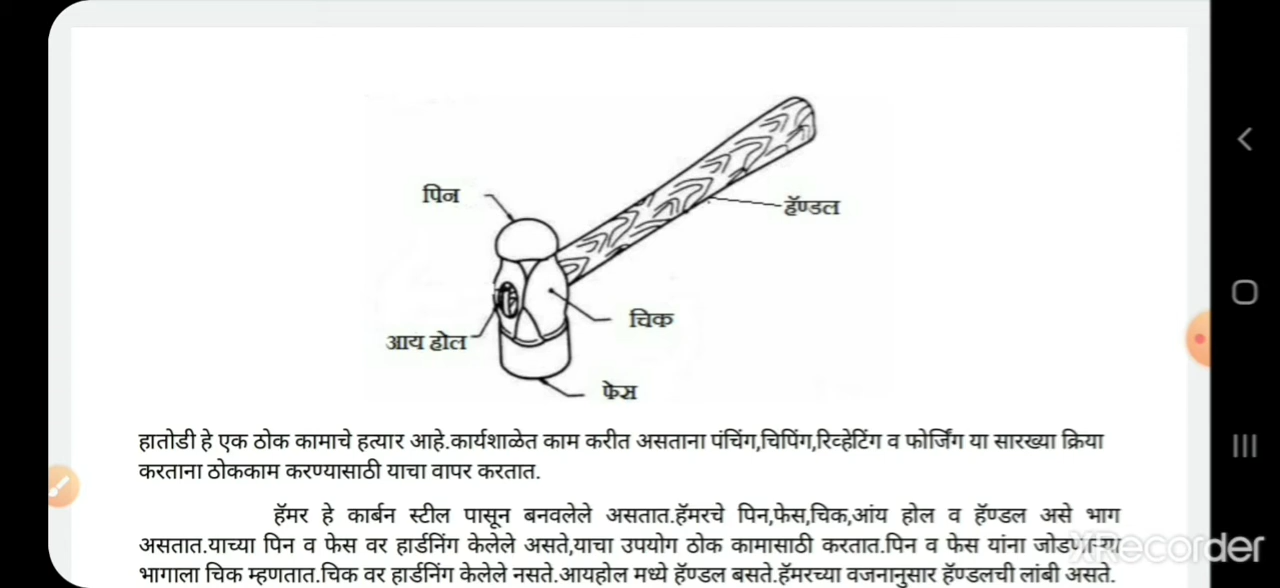 पिन
हॅण्डल
चिक
आय होल
फेस
हातोडी हे एक ठोक कामाचे हत्यार आहे.कार्यशाळेत काम करीत असताना पंचिंग,चिपिंग,रिव्हेटिंग व फोर्जिंग या सारख्या क्रिया
करताना ठोककाम करण्यासाठी याचा वापर करतात.
हॅमर हे कार्बन स्टील पासून बनवलेले असतात.हॅमरचे पिन,फेस,चिक,आंय होल व हॅण्डल असे भाग
असतात.याच्या पिन व फेस वर हार्डनिंग केलेले असते,याचा उपयोग ठोक कामासाठी करतात.पिन व फेस यांना
भागाला चिक म्हणतात.चिक वर हार्डनिंग केलेले नसते.आयहोल मध्ये हॅण्डल बसते.हॅमरच्या वजनानुसार हॅण्डलची लांबी असते.
XRecorder